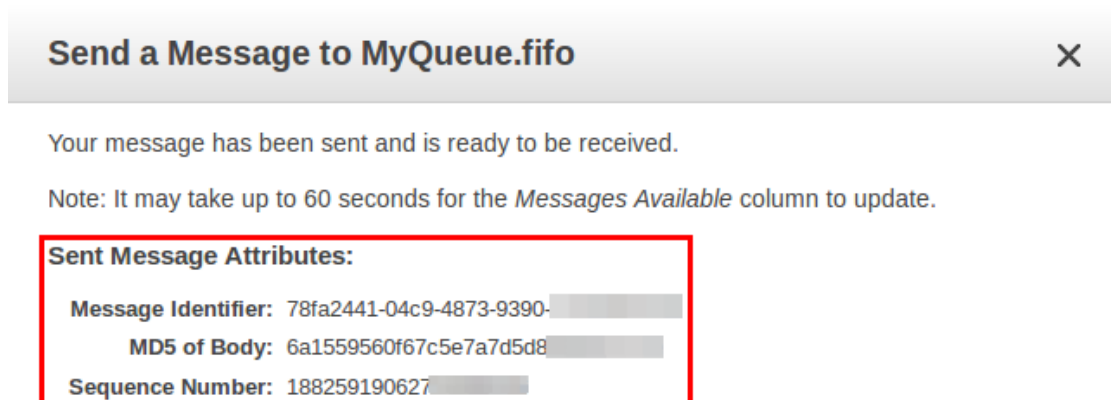 Send a Message to MyQueue.fifo
Your message has been sent and is ready to be received.
Note: It may take up to 60 seconds for the Messages Available column to update.
Sent Message Attributes:
Message Identifier: 78fa2441-04c9-4873-9390-
MD5 of Body: 6a1559560f67c5e7a7d5d8
Sequence Number: 188259190627